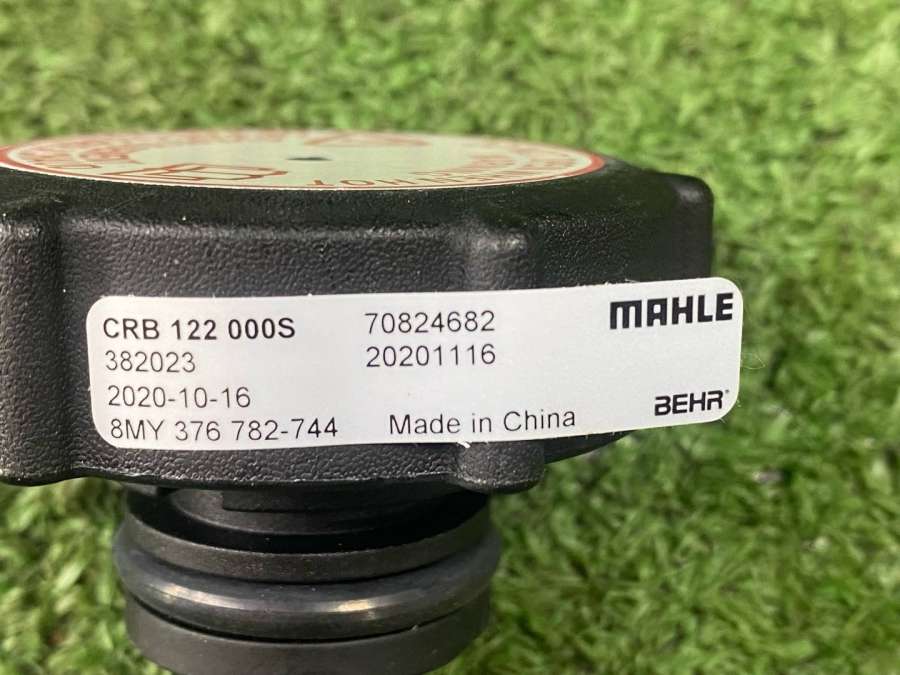 CRB 122 000S
382023
2020-10-16
8MY 376 782-744
70824682
20201116
Made in China
MAHLE
BEHR®